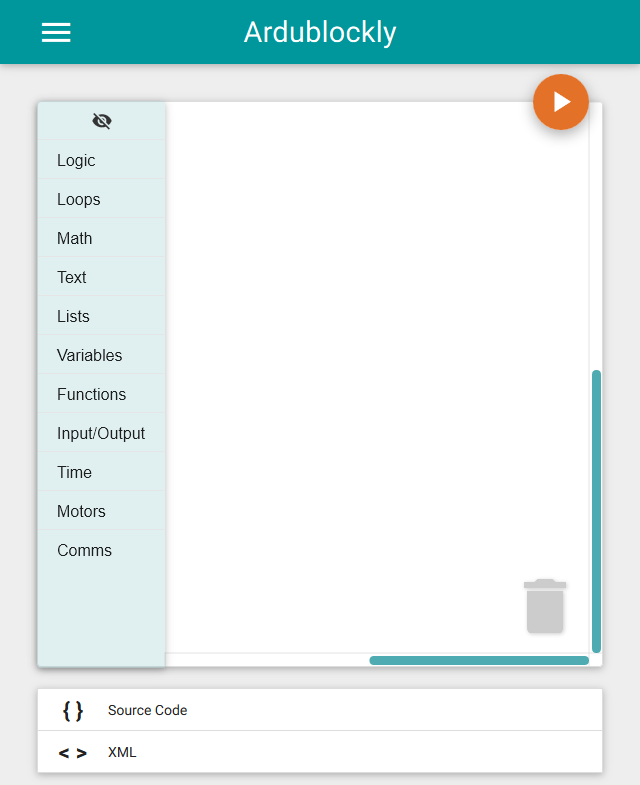 Ardublockly
Logic
Loops
Math
Text
Lists
Variables
Functions
Input/Output
Time
Motors
Comms
{ } Source Code
< > XML